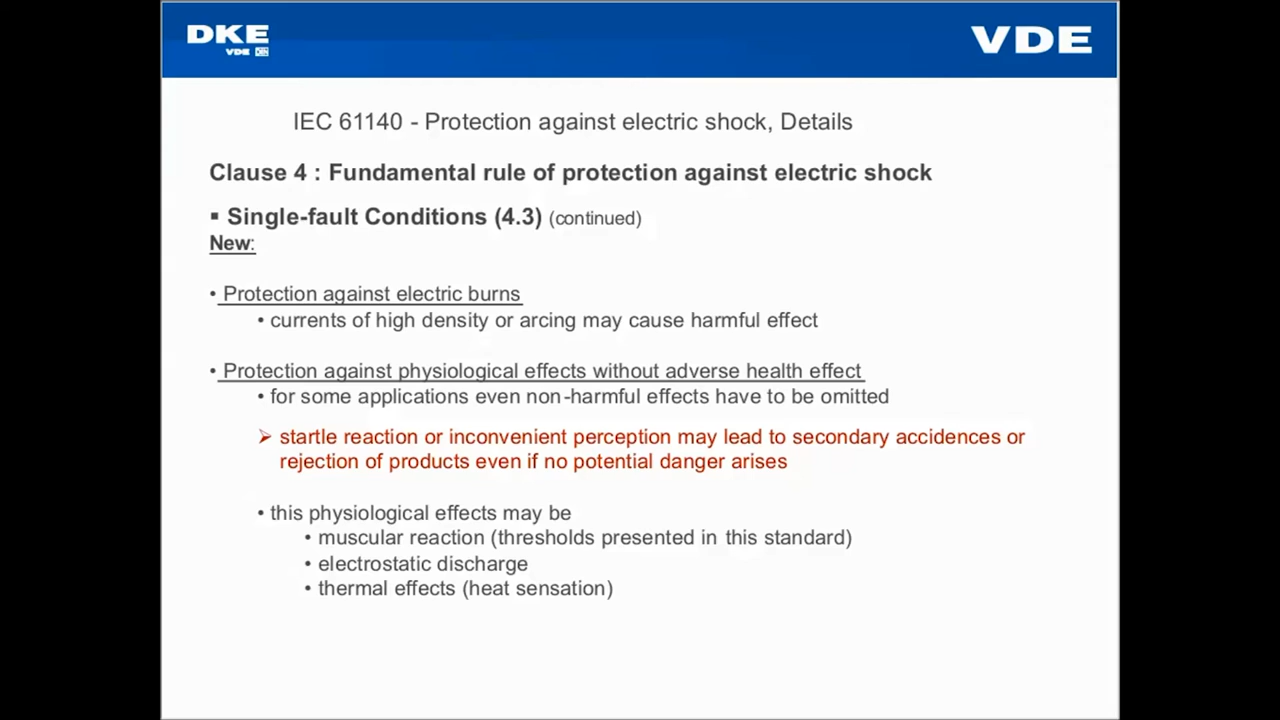 DKE
VDE DIN
VDE
IEC 61140 - Protection against electric shock, Details
Clause 4 : Fundamental rule of protection against electric shock
▪ Single-fault Conditions (4.3) (continued)
New:
• Protection against electric burns
• currents of high density or arcing may cause harmful effect
• Protection against physiological effects without adverse health effect
• for some applications even non-harmful effects have to be omitted
➢ startle reaction or inconvenient perception may lead to secondary accidences or
rejection of products even if no potential danger arises
• this physiological effects may be
• muscular reaction (thresholds presented in this standard)
• electrostatic discharge
• thermal effects (heat sensation)